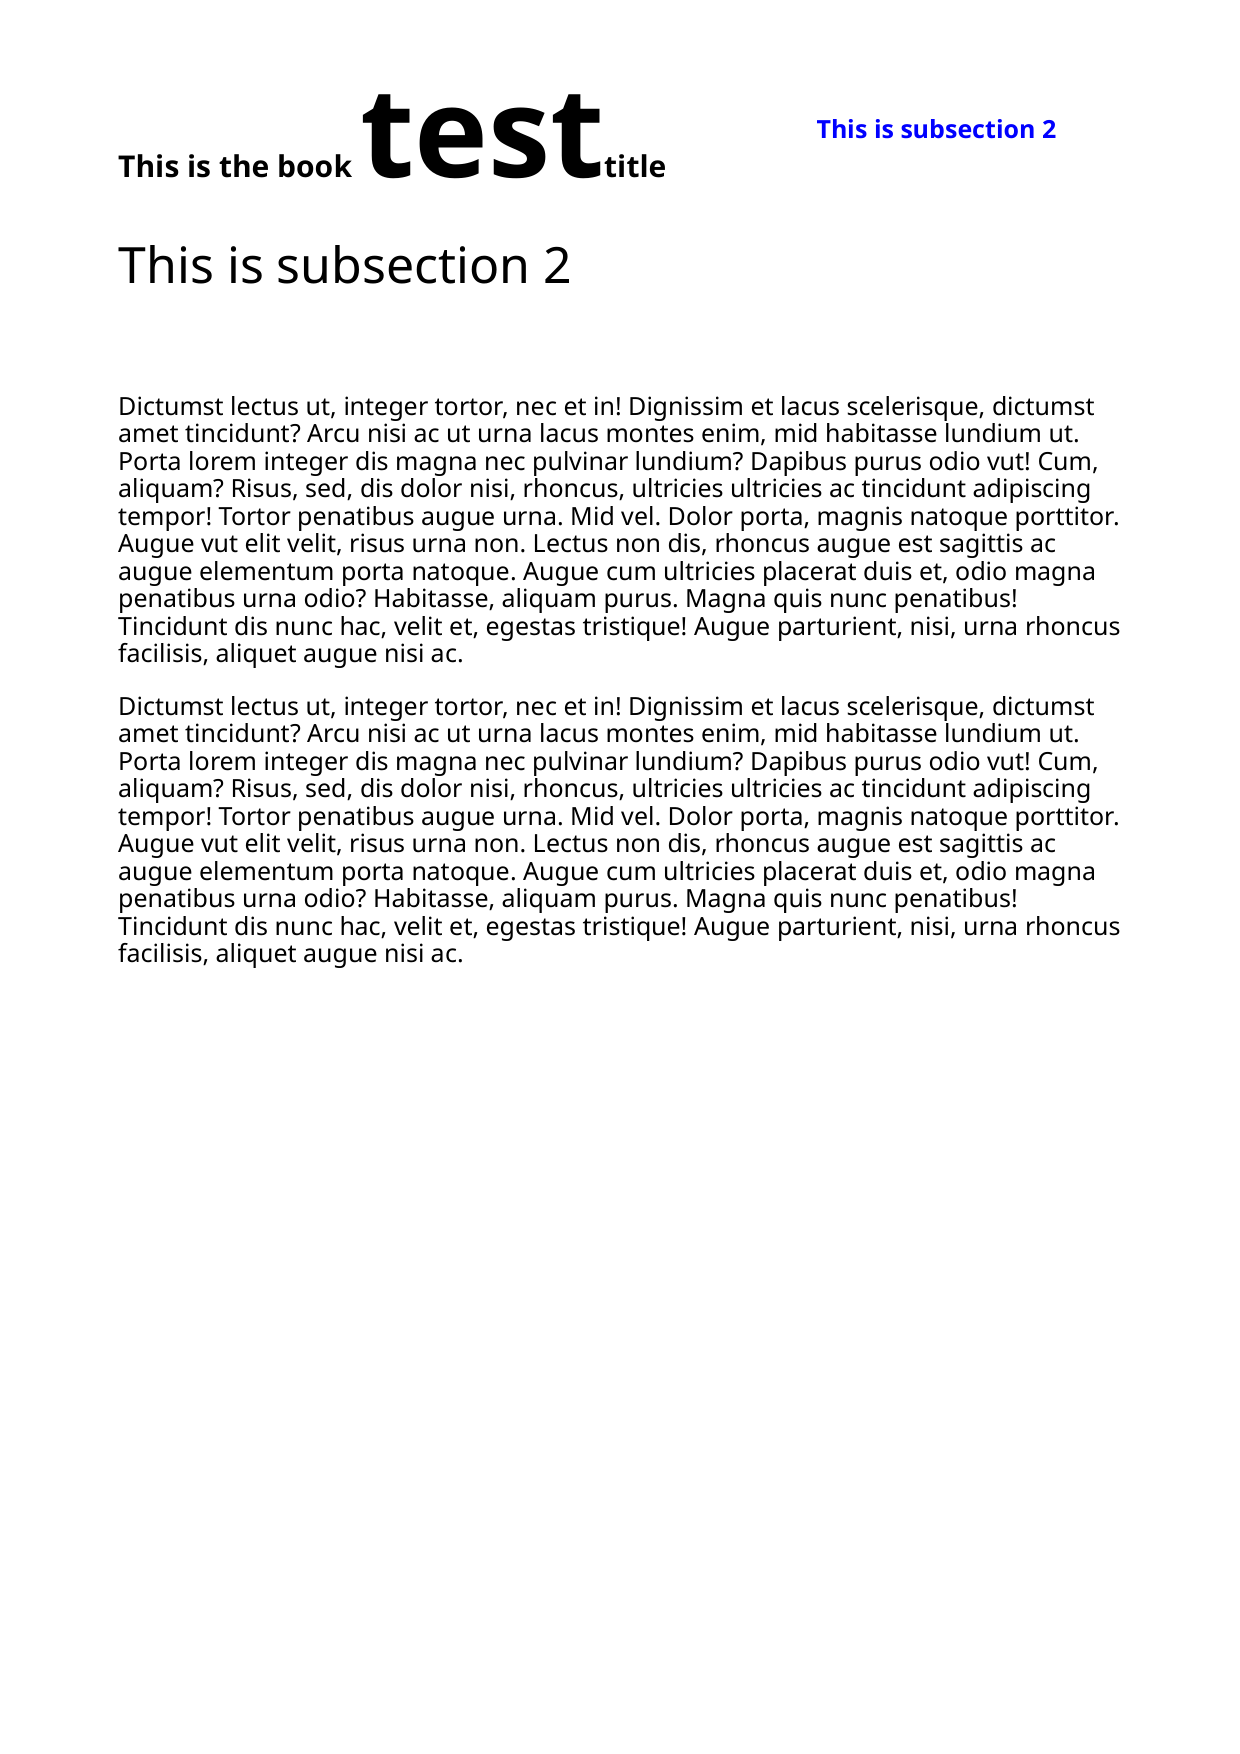 This is the book testtitle
This is subsection 2
This is subsection 2
Dictumst lectus ut, integer tortor, nec et in! Dignissim et lacus scelerisque, dictumst
amet tincidunt? Arcu nisi ac ut urna lacus montes enim, mid habitasse lundium ut.
Porta lorem integer dis magna nec pulvinar lundium? Dapibus purus odio vut! Cum,
aliquam? Risus, sed, dis dolor nisi, rhoncus, ultricies ultricies ac tincidunt adipiscing
tempor! Tortor penatibus augue urna. Mid vel. Dolor porta, magnis natoque porttitor.
Augue vut elit velit, risus urna non. Lectus non dis, rhoncus augue est sagittis ac
augue elementum porta natoque. Augue cum ultricies placerat duis et, odio magna
penatibus urna odio? Habitasse, aliquam purus. Magna quis nunc penatibus!
Tincidunt dis nunc hac, velit et, egestas tristique! Augue parturient, nisi, urna rhoncus
facilisis, aliquet augue nisi ac.
Dictumst lectus ut, integer tortor, nec et in! Dignissim et lacus scelerisque, dictumst
amet tincidunt? Arcu nisi ac ut urna lacus montes enim, mid habitasse lundium ut.
Porta lorem integer dis magna nec pulvinar lundium? Dapibus purus odio vut! Cum,
aliquam? Risus, sed, dis dolor nisi, rhoncus, ultricies ultricies ac tincidunt adipiscing
tempor! Tortor penatibus augue urna. Mid vel. Dolor porta, magnis natoque porttitor.
Augue vut elit velit, risus urna non. Lectus non dis, rhoncus augue est sagittis ac
augue elementum porta natoque. Augue cum ultricies placerat duis et, odio magna
penatibus urna odio? Habitasse, aliquam purus. Magna quis nunc penatibus!
Tincidunt dis nunc hac, velit et, egestas tristique! Augue parturient, nisi, urna rhoncus
facilisis, aliquet augue nisi ac.